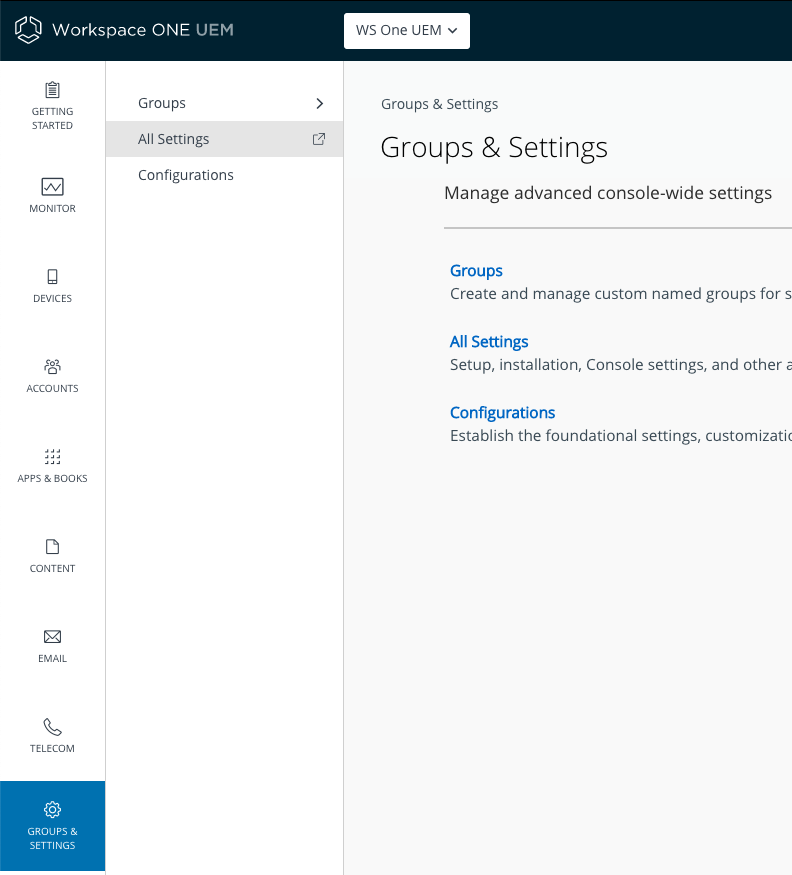 Workspace ONE UEM
WS One UEM
GETTING
STARTED
MONITOR
DEVICES
ACCOUNTS
APPS & BOOKS
CONTENT
EMAIL
TELECOM
GROUPS &
SETTINGS
Groups
All Settings
Configurations
Groups & Settings
Groups & Settings
Manage advanced console-wide settings
Groups
Create and manage custom named groups for
All Settings
Setup, installation, Console settings, and other
Configurations
Establish the foundational settings,